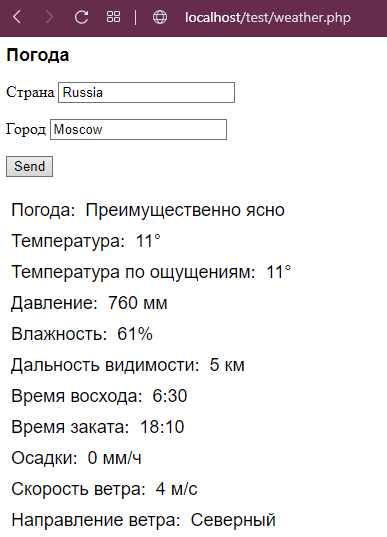 localhost/test/weather.php
Погода
Страна Russia
Город Moscow
Send
Погода: Преимущественно ясно
Температура: 11°
Температура по ощущениям: 11°
Давление: 760 мм
Влажность: 61%
Дальность видимости: 5 км
Время восхода: 6:30
Время заката: 18:10
Осадки: 0 мм/ч
Скорость ветра: 4 м/с
Направление ветра: Северный